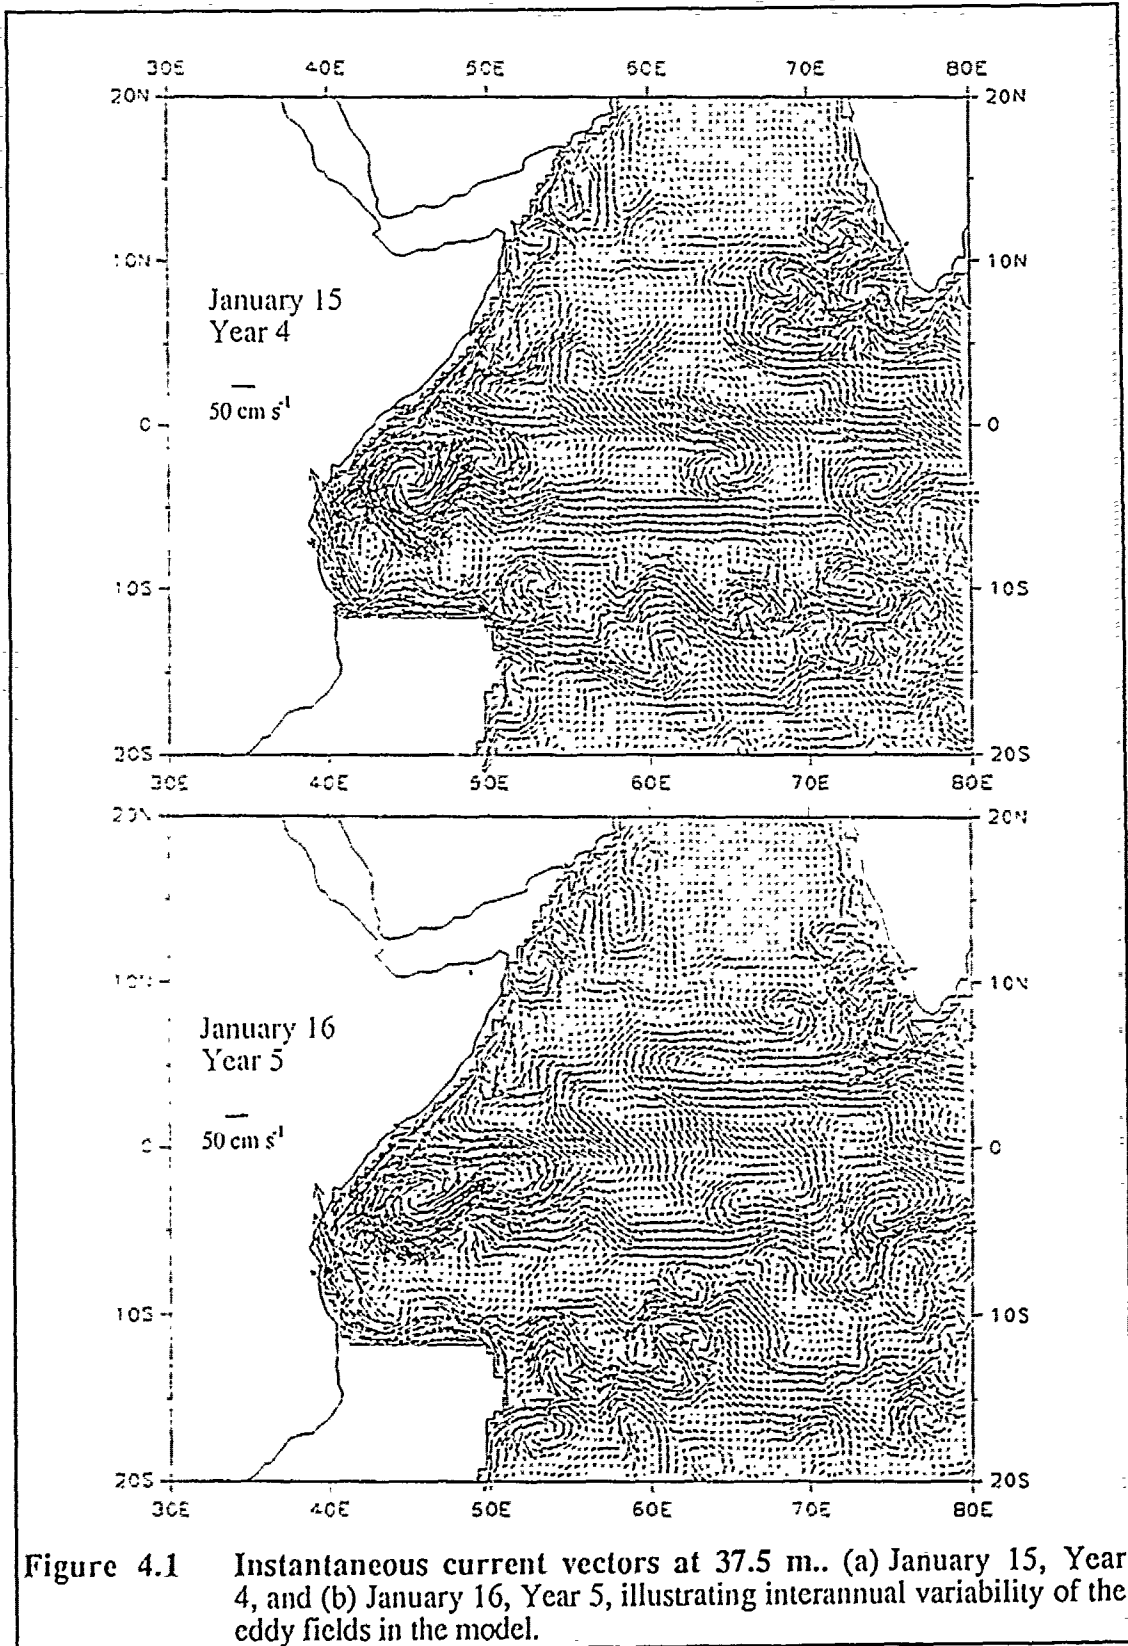 30E 40E 50E 60E 70E 80E
20N 20N
10N 10N
January 15
Year 4
50 cm s-1
0 0
10S 10S
20S 20S
30E 40E 50E 60E 70E 80E
20N 20N
10N 10N
January 16
Year 5
50 cm s-1
0 0
10S 10S
20S 20S
30E 40E 50E 60E 70E 80E
Figure 4.1 Instantaneous current vectors at 37.5 m.. (a) January 15, Year
4, and (b) January 16, Year 5, illustrating interannual variability of the
eddy fields in the model.